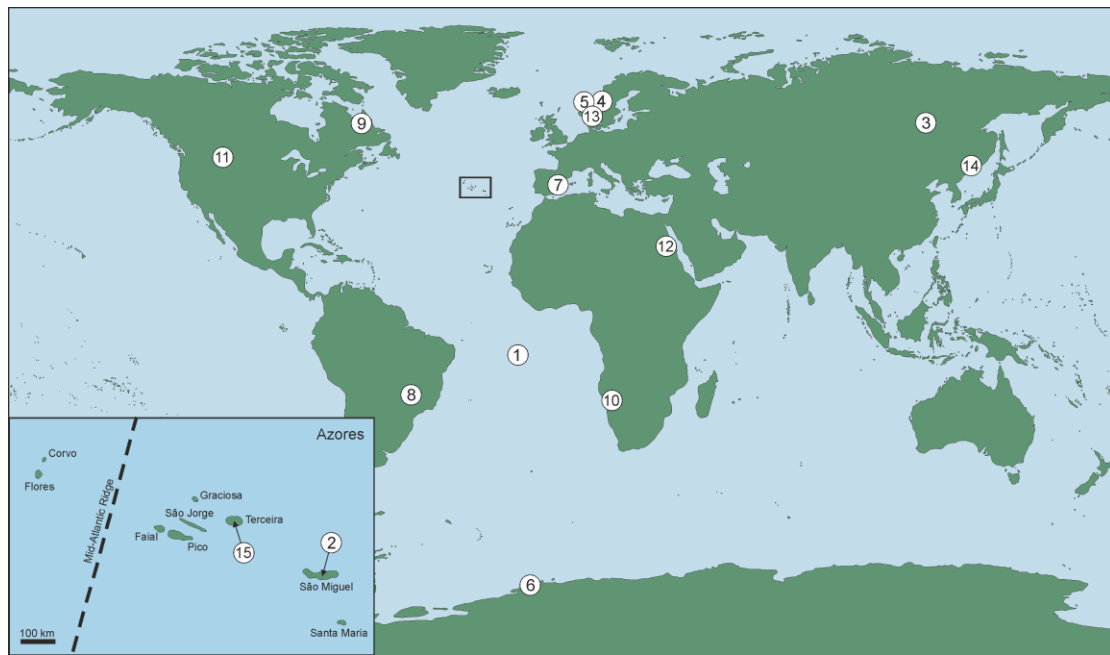 5
4
13
9
3
11
14
7
12
1
8
10
6
Azores
Corvo
Flores
Mid-Atlantic Ridge
Graciosa
São Jorge
Terceira
Faial
Pico
15
2
São Miguel
Santa Maria
100 km